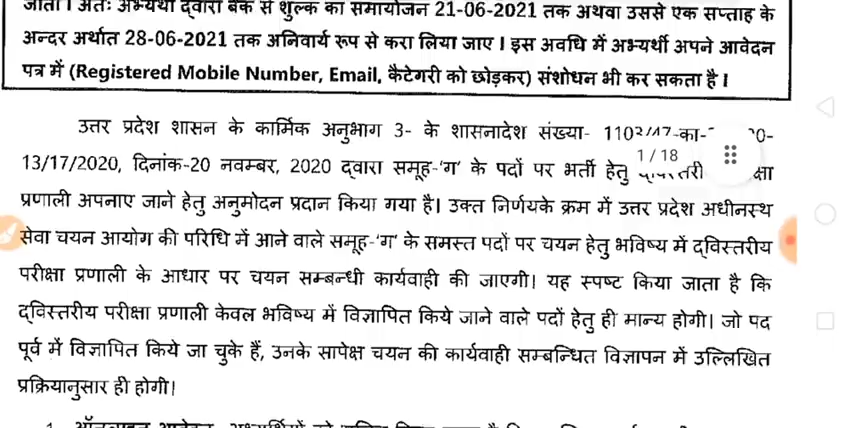 जाता। अतः अभ्यर्थी द्वारा बैंक से शुल्क का समायोजन 21-06-2021 तक अथवा उससे एक सप्ताह के
अन्दर अर्थात 28-06-2021 तक अनिवार्य रूप से करा लिया जाए । इस अवधि में अभ्यर्थी अपने आवेदन
पत्र में (Registered Mobile Number, Email, कैटेगरी को छोड़कर) संशोधन भी कर सकता है ।
उत्तर प्रदेश शासन के कार्मिक अनुभाग 3- के शासनादेश संख्या-
1 / 18
13/17/2020, दिनांक-20 नवम्बर, 2020 द्वारा समूह-'ग' के पदों पर भर्ती हेतु
प्रणाली अपनाए जाने हेतु अनुमोदन प्रदान किया गया है। उक्त निर्णयके क्रम में उत्तर प्रदेश अधीनस्थ
सेवा चयन आयोग की परिधि में आने वाले समूह-'ग' के समस्त पदों पर चयन हेतु भविष्य में द्विस्तरीय
परीक्षा प्रणाली के आधार पर चयन सम्बन्धी कार्यवाही की जाएगी। यह स्पष्ट किया जाता है कि
द्विस्तरीय परीक्षा प्रणाली केवल भविष्य में विज्ञापित किये जाने वाले पदों हेतु ही मान्य होगी। जो पद
पूर्व में विज्ञापित किये जा चुके हैं, उनके सापेक्ष चयन की कार्यवाही सम्बन्धित विज्ञापन में उल्लिखित
प्रक्रियानुसार ही होगी।